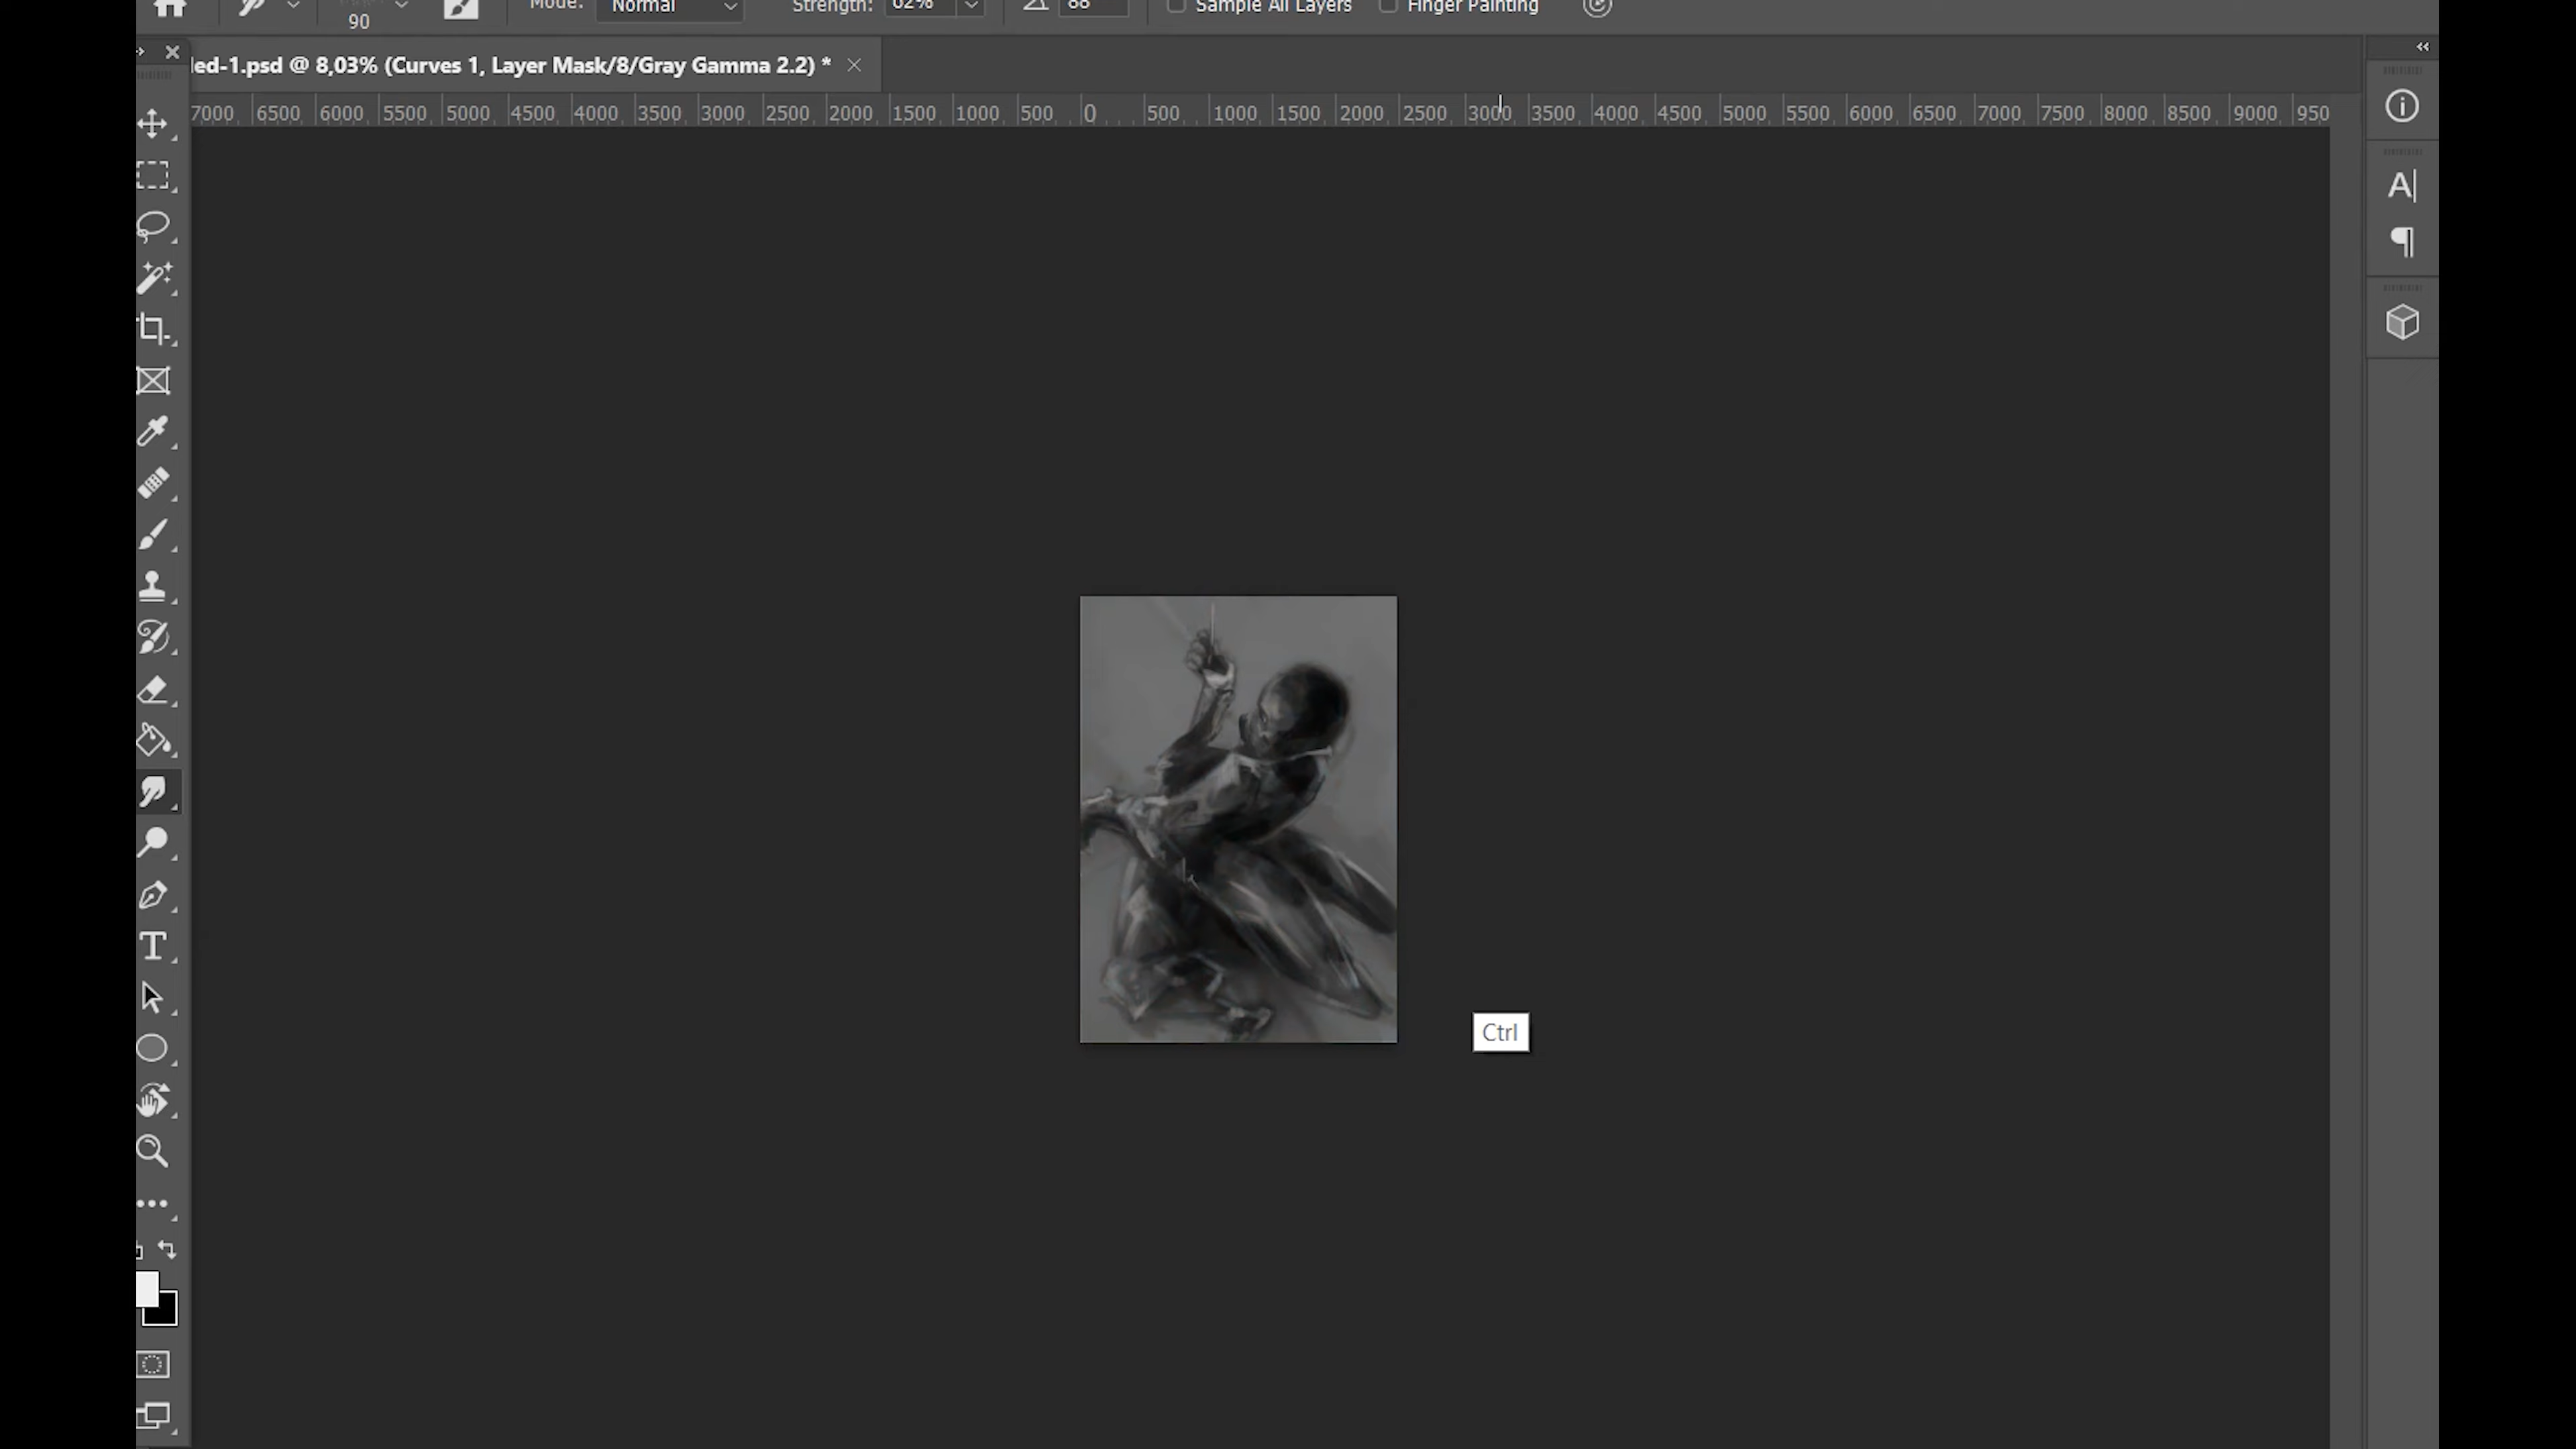 Mode: Normal Strength: 62% 88 Sample All Layers Finger Painting
90
led-1.psd @ 8,03% (Curves 1, Layer Mask/8/Gray Gamma 2.2) *
7000 6500 6000 5500 5000 4500 4000 3500 3000 2500 2000 1500 1000 500 0 500 1000 1500 2000 2500 3000 3500 4000 4500 5000 5500 6000 6500 7000 7500 8000 8500 9000 950
Ctrl